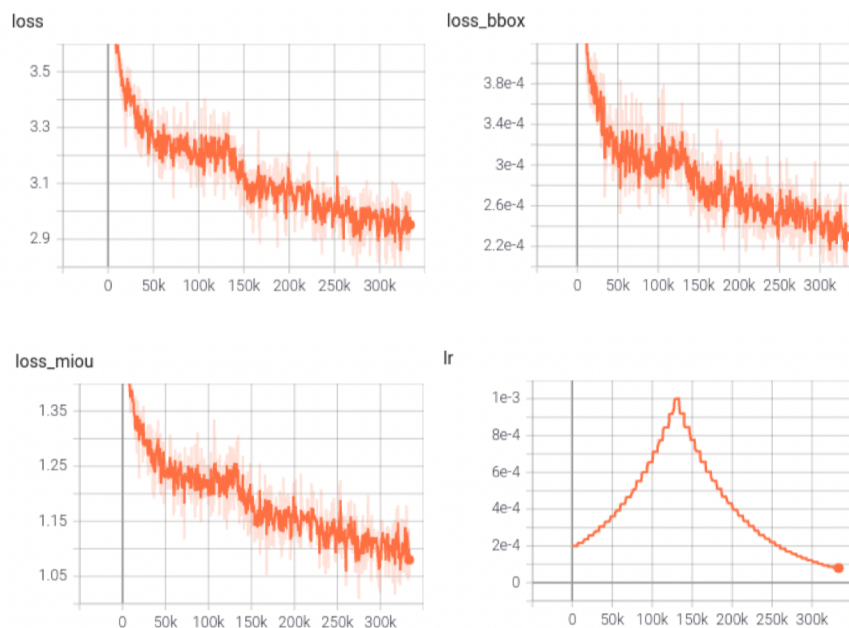 loss
3.5
3.3
3.1
2.9
0 50k 100k 150k 200k 250k 300k
loss_bbox
3.8e-4
3.4e-4
3e-4
2.6e-4
2.2e-4
0 50k 100k 150k 200k 250k 300k
loss_miou
1.35
1.25
1.15
1.05
0 50k 100k 150k 200k 250k 300k
lr
1e-3
8e-4
6e-4
4e-4
2e-4
0
0 50k 100k 150k 200k 250k 300k